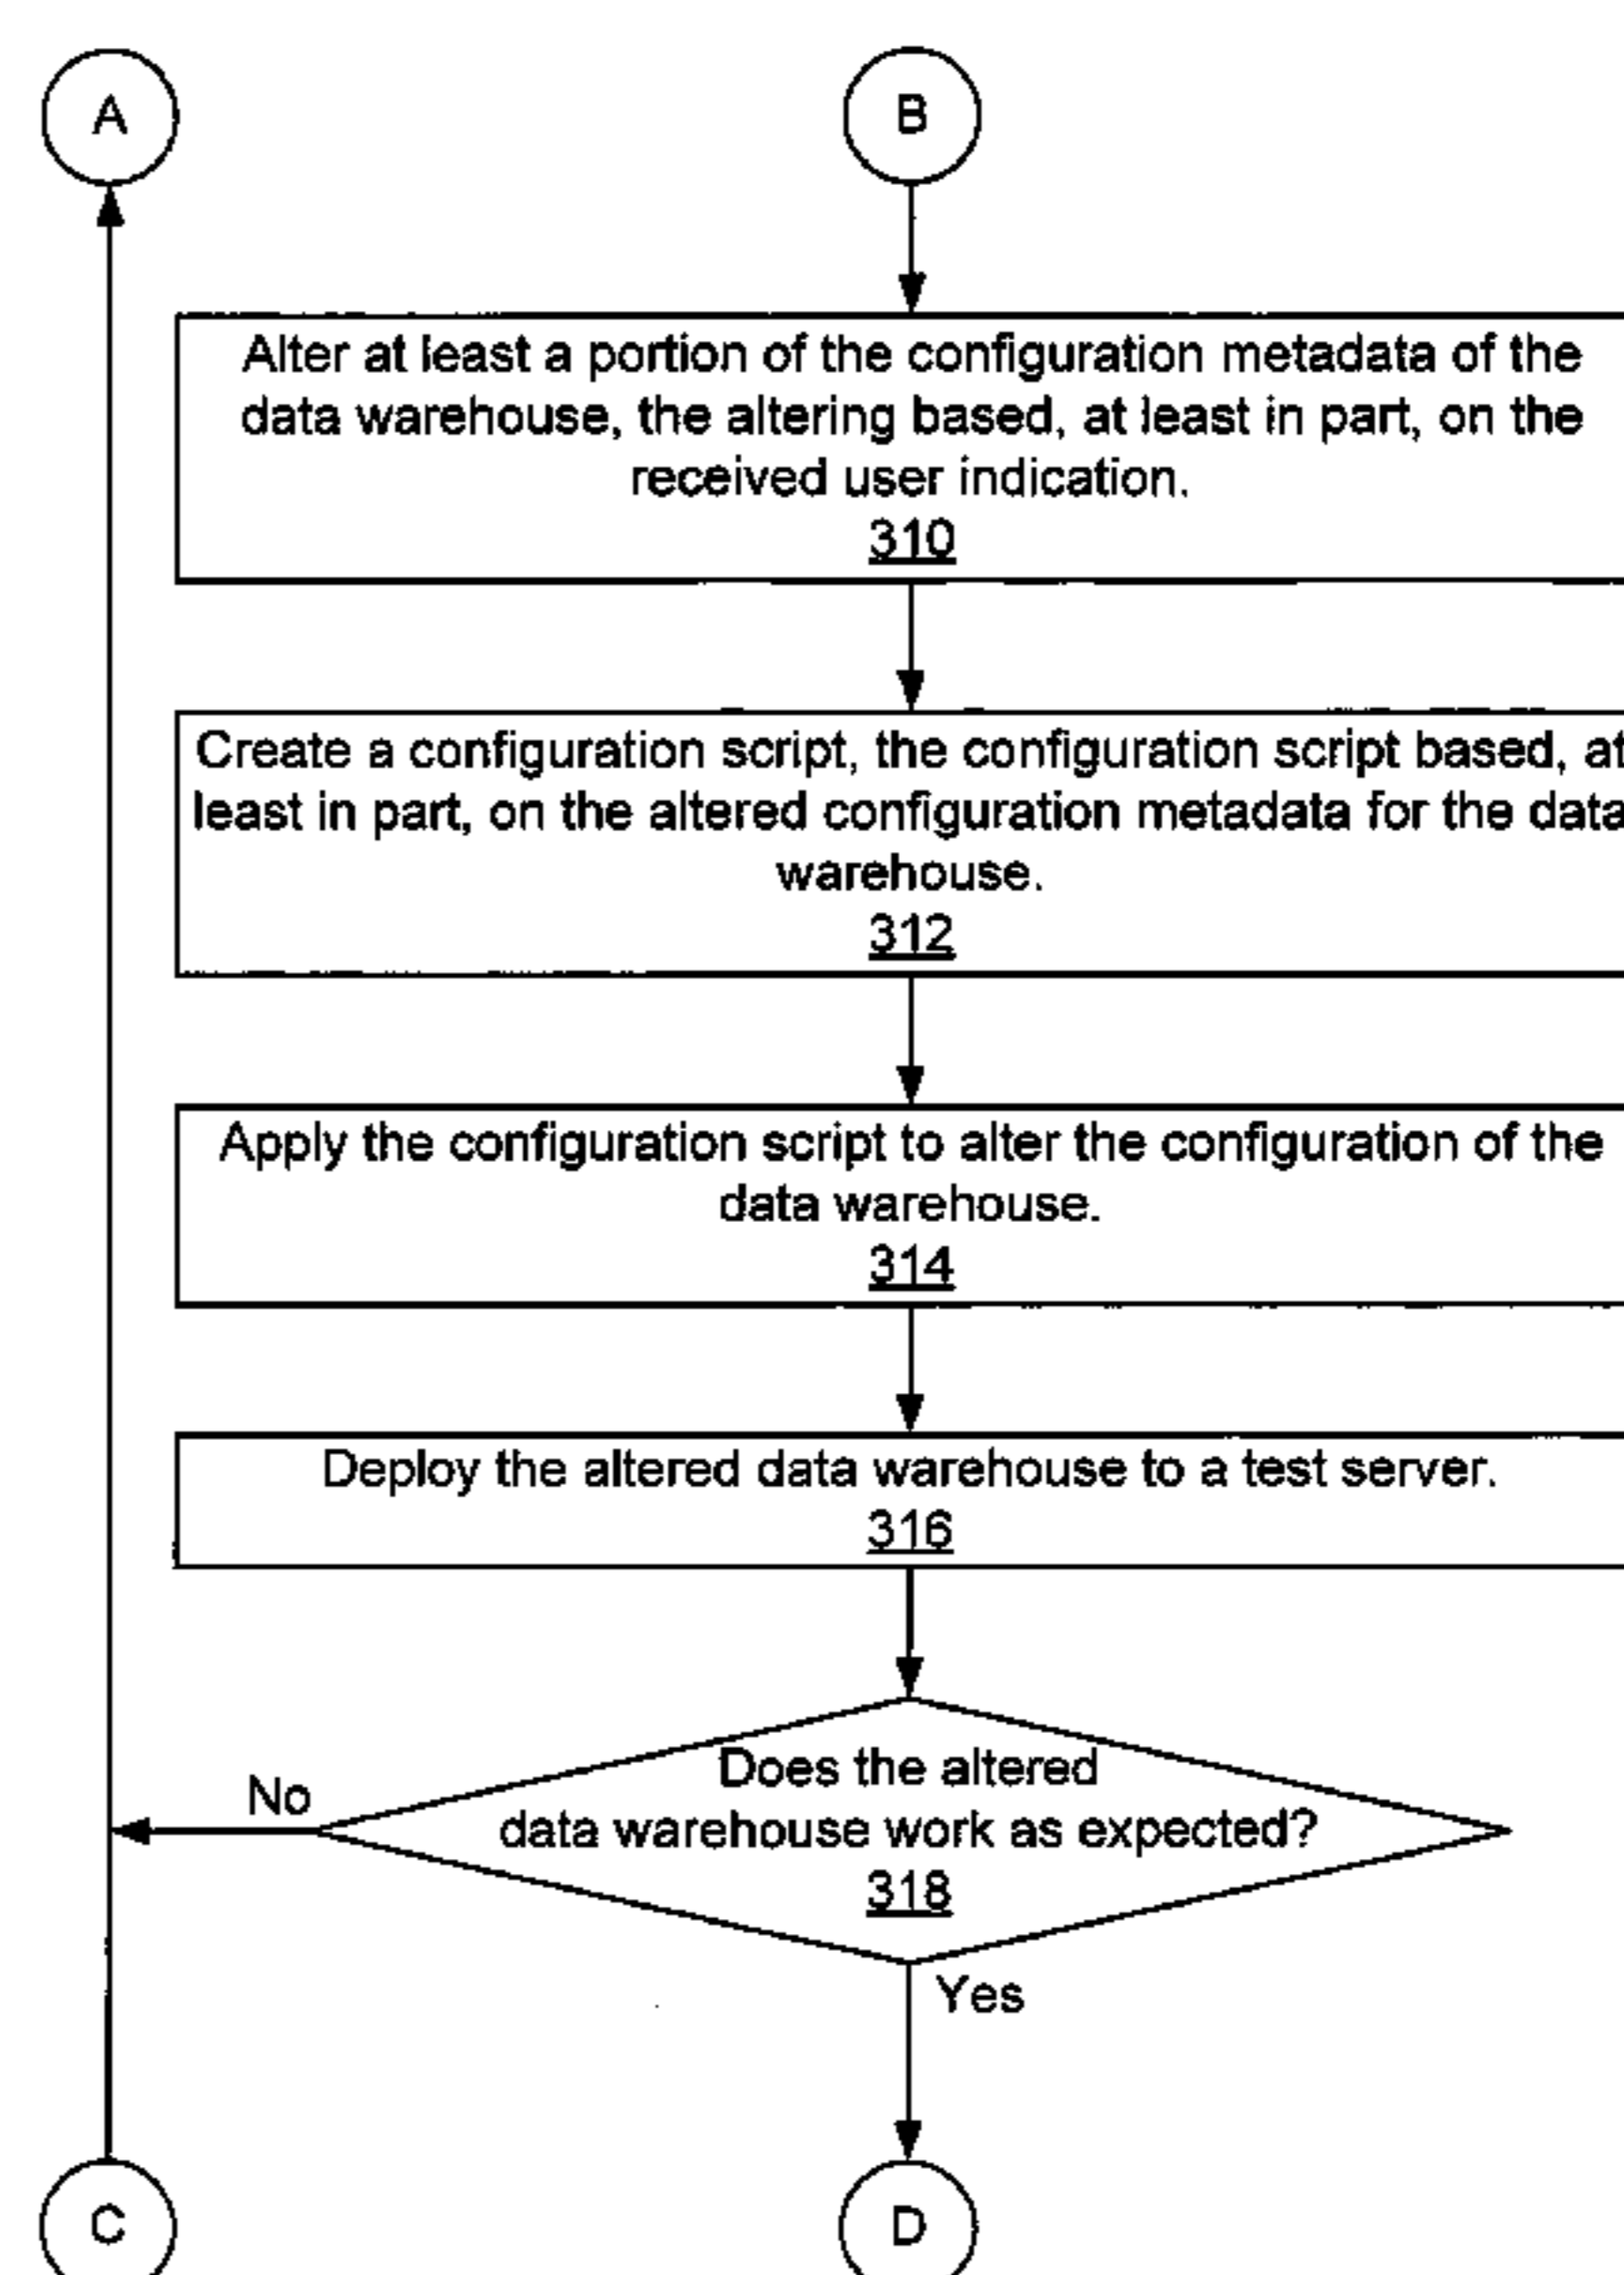 A
B
Alter at least a portion of the configuration metadata of the
data warehouse, the altering based, at least in part, on the
received user indication.
310
Create a configuration script, the configuration script based, at
least in part, on the altered configuration metadata for the data
warehouse.
312
Apply the configuration script to alter the configuration of the
data warehouse.
314
Deploy the altered data warehouse to a test server.
316
Does the altered
data warehouse work as expected?
318
No
Yes
C
D